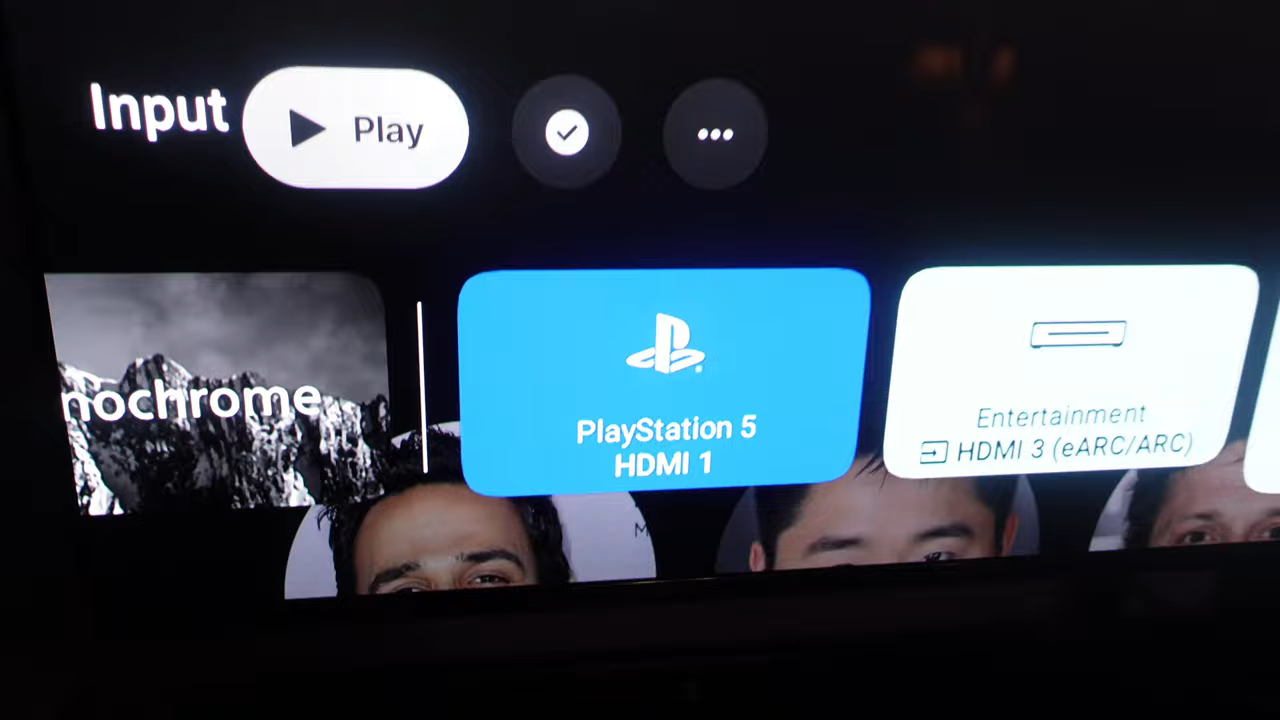 Input
Play
nochrome
PlayStation 5
HDMI 1
Entertainment
HDMI 3 (eARC/ARC)
M